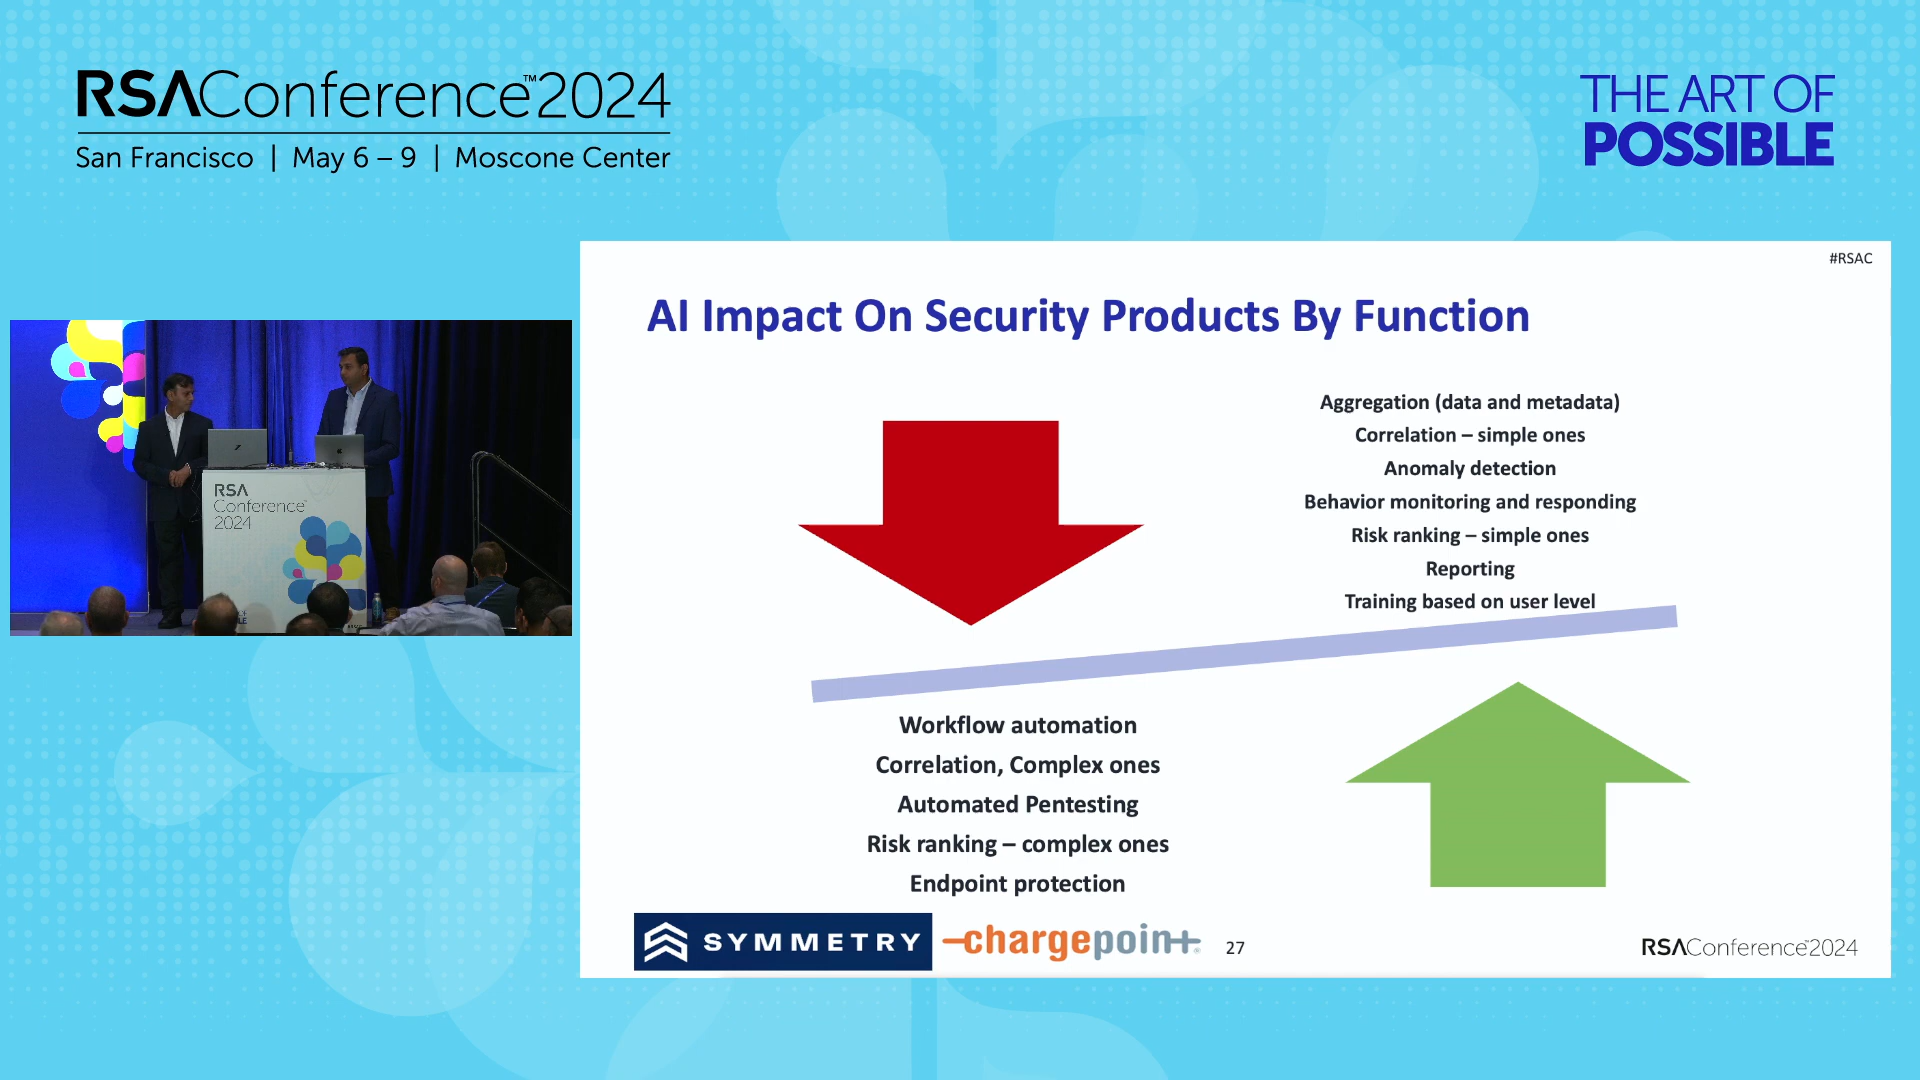 RSAConference™2024
San Francisco | May 6 – 9 | Moscone Center
THE ART OF
POSSIBLE
#RSAC
AI Impact On Security Products By Function
Aggregation (data and metadata)
Correlation – simple ones
Anomaly detection
Behavior monitoring and responding
Risk ranking – simple ones
Reporting
Training based on user level
Workflow automation
Correlation, Complex ones
Automated Pentesting
Risk ranking – complex ones
Endpoint protection
SYMMETRY
chargepoint
27
RSAConference™2024
RSA
Conference™
2024